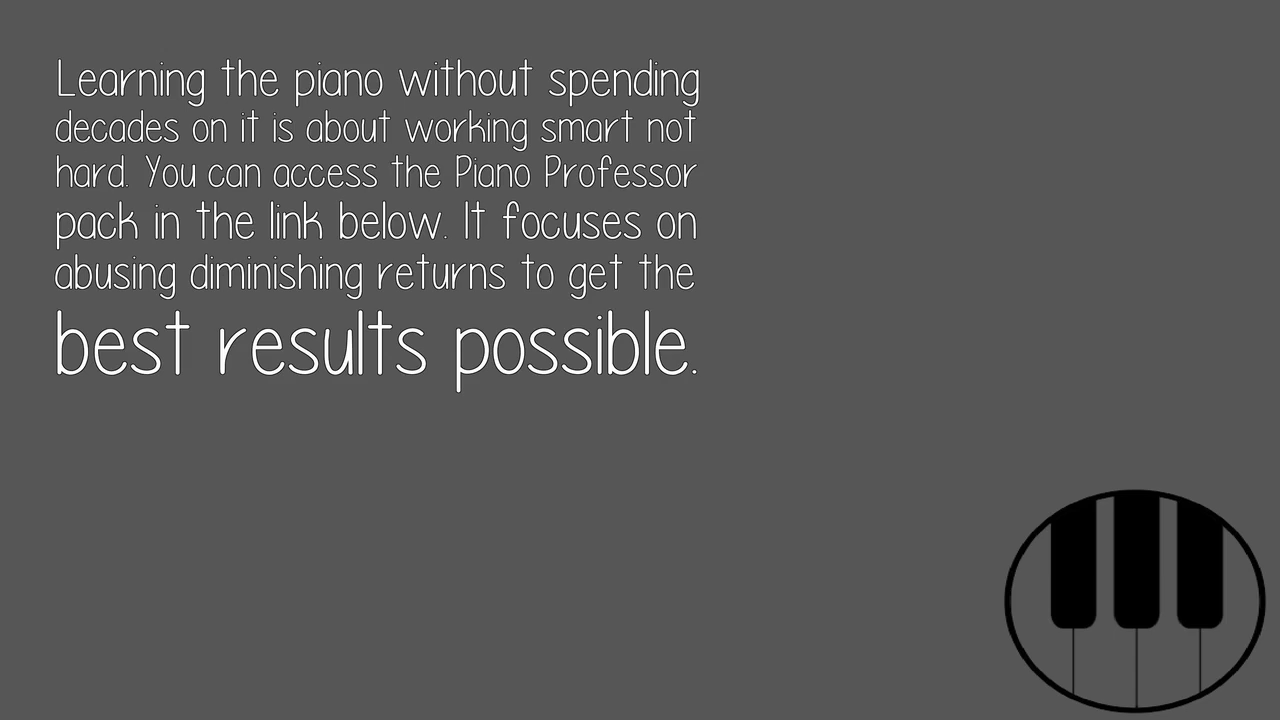 Learning the piano without spending
decades on it is about working smart not
hard. You can access the Piano Professor
pack in the link below. It focuses on
abusing diminishing returns to get the
best results possible.